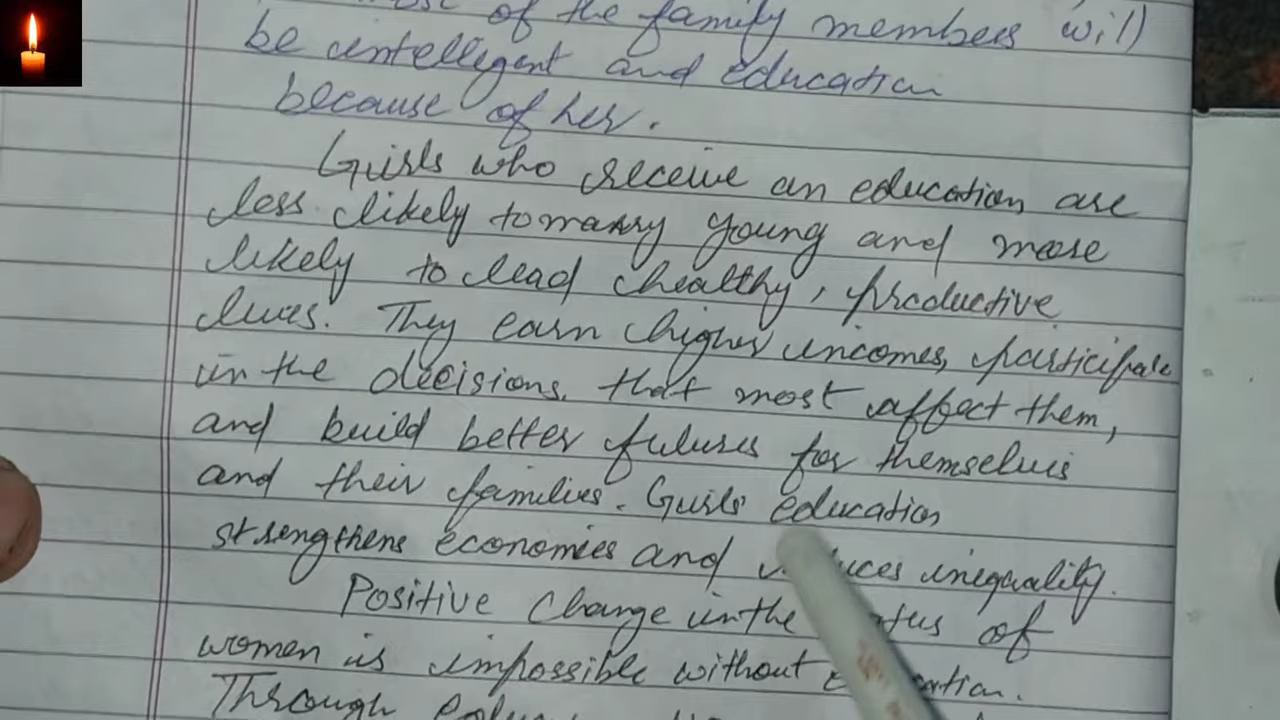 of the family members will
be intellegent and education
because of her.
Girls who receive an education are
less likely to marry young and more
likely to lead healthy, productive
lives. They earn higher incomes, participate
in the decisions, that most affect them,
and build better futures for themselves
and their families. Girls' education
strengthens economies and inequality.
Positive Change in the of
women is impossible without
Through